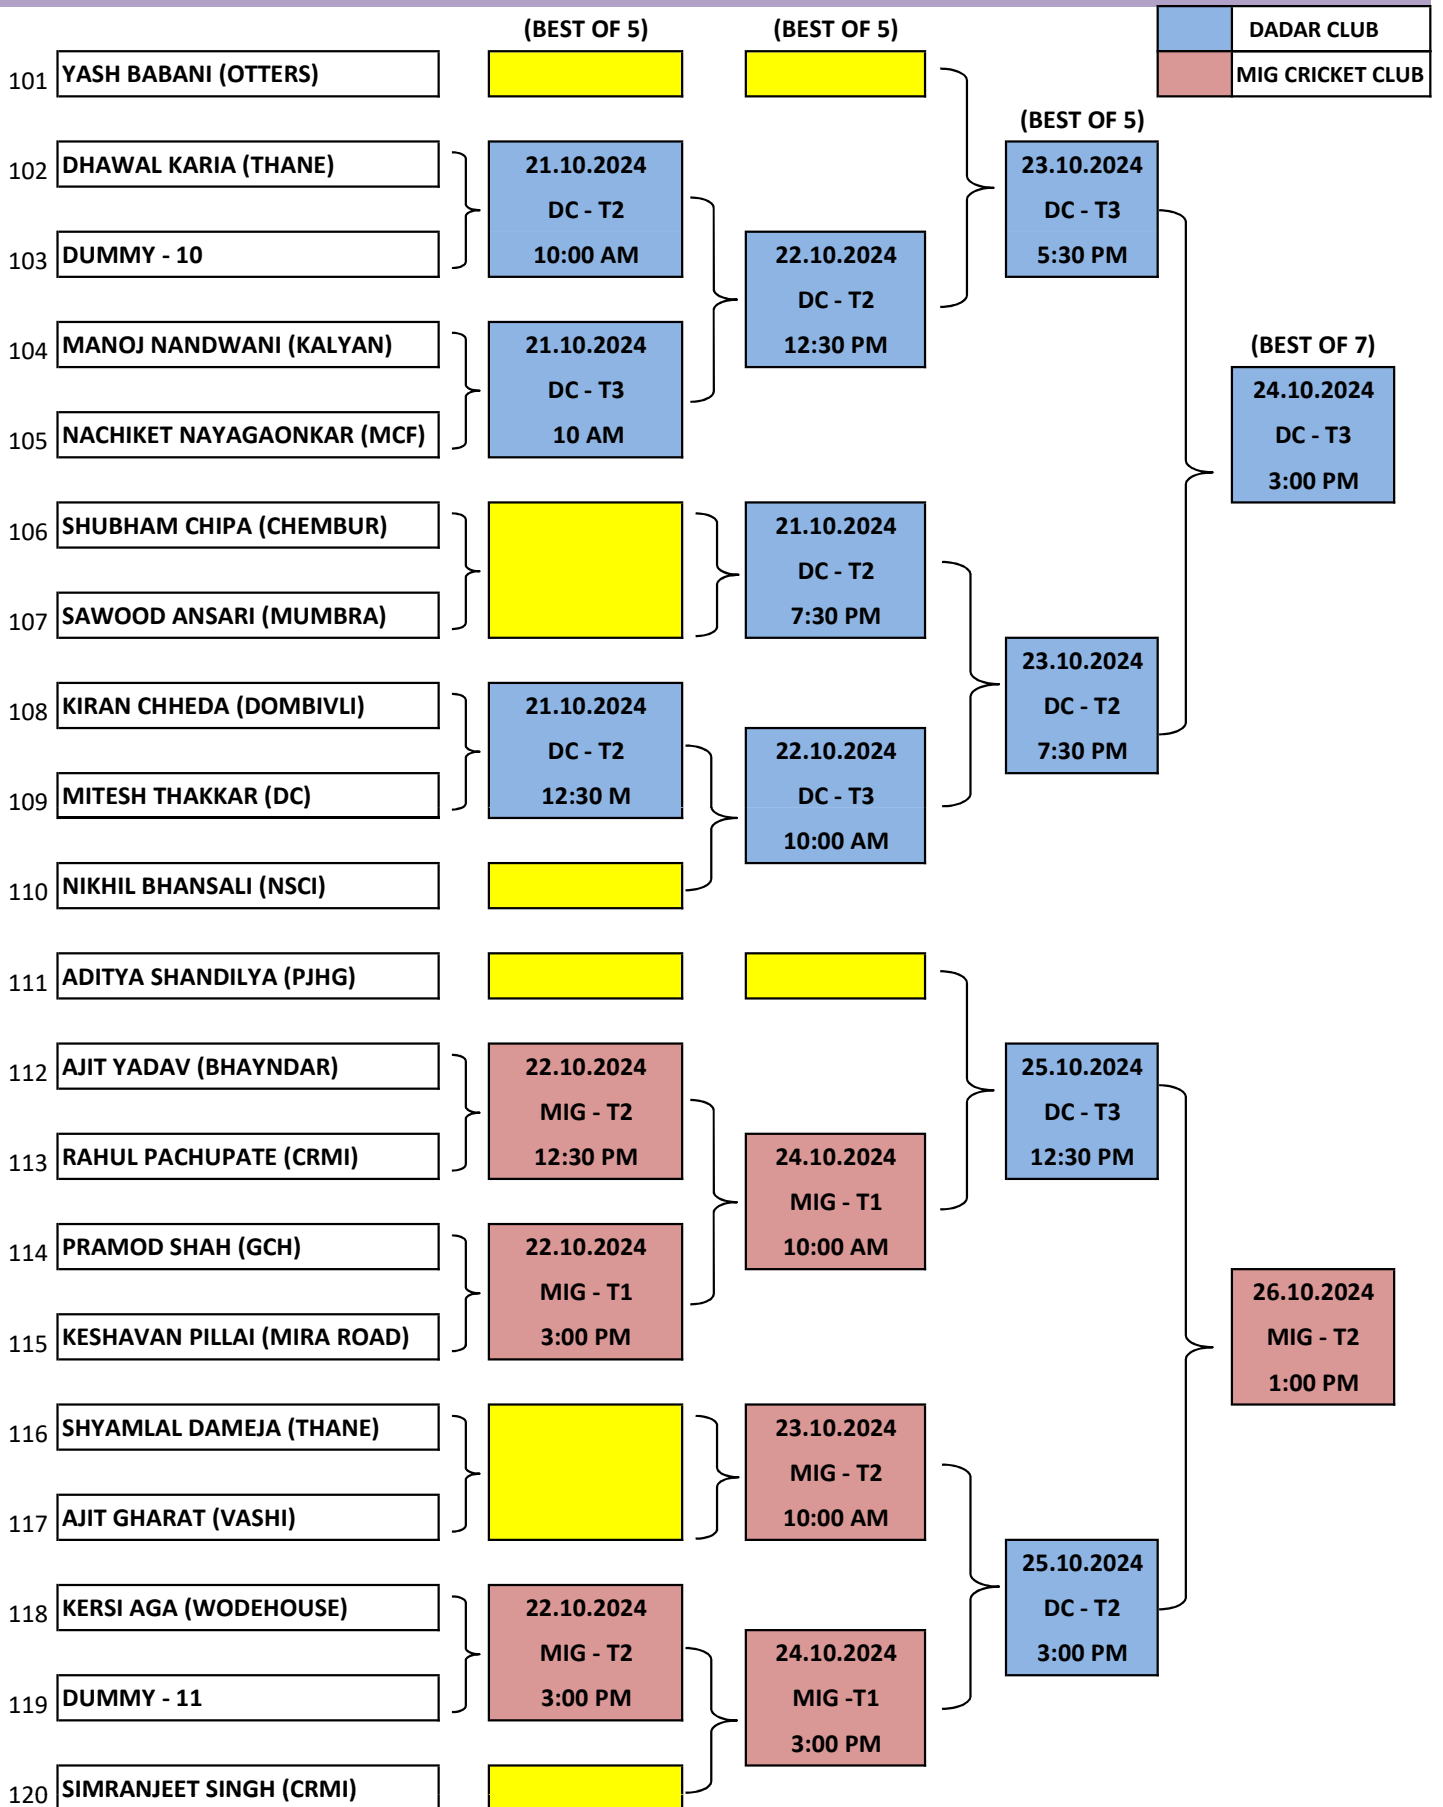 (BEST OF 5) (BEST OF 5) DADAR CLUB
101 YASH BABANI (OTTERS) MIG CRICKET CLUB
(BEST OF 5)
102 DHAWAL KARIA (THANE) 21.10.2024 23.10.2024
DC - T2 DC - T3
103 DUMMY - 10 10:00 AM 22.10.2024 5:30 PM
DC - T2
104 MANOJ NANDWANI (KALYAN) 21.10.2024 12:30 PM (BEST OF 7)
DC - T3 24.10.2024
105 NACHIKET NAYAGAONKAR (MCF) 10 AM DC - T3
3:00 PM
106 SHUBHAM CHIPA (CHEMBUR) 21.10.2024
DC - T2
107 SAWOOD ANSARI (MUMBRA) 7:30 PM
23.10.2024
108 KIRAN CHHEDA (DOMBIVLI) 21.10.2024 DC - T2
DC - T2 22.10.2024 7:30 PM
109 MITESH THAKKAR (DC) 12:30 M DC - T3
10:00 AM
110 NIKHIL BHANSALI (NSCI)
111 ADITYA SHANDILYA (PJHG)
112 AJIT YADAV (BHAYNDAR) 22.10.2024 25.10.2024
MIG - T2 DC - T3
113 RAHUL PACHUPATE (CRMI) 12:30 PM 24.10.2024 12:30 PM
MIG - T1
114 PRAMOD SHAH (GCH) 22.10.2024 10:00 AM
MIG - T1 26.10.2024
115 KESHAVAN PILLAI (MIRA ROAD) 3:00 PM MIG - T2
1:00 PM
116 SHYAMLAL DAMEJA (THANE) 23.10.2024
MIG - T2
117 AJIT GHARAT (VASHI) 10:00 AM
25.10.2024
118 KERSI AGA (WODEHOUSE) 22.10.2024 DC - T2
MIG - T2 24.10.2024 3:00 PM
119 DUMMY - 11 3:00 PM MIG -T1
3:00 PM
120 SIMRANJEET SINGH (CRMI)